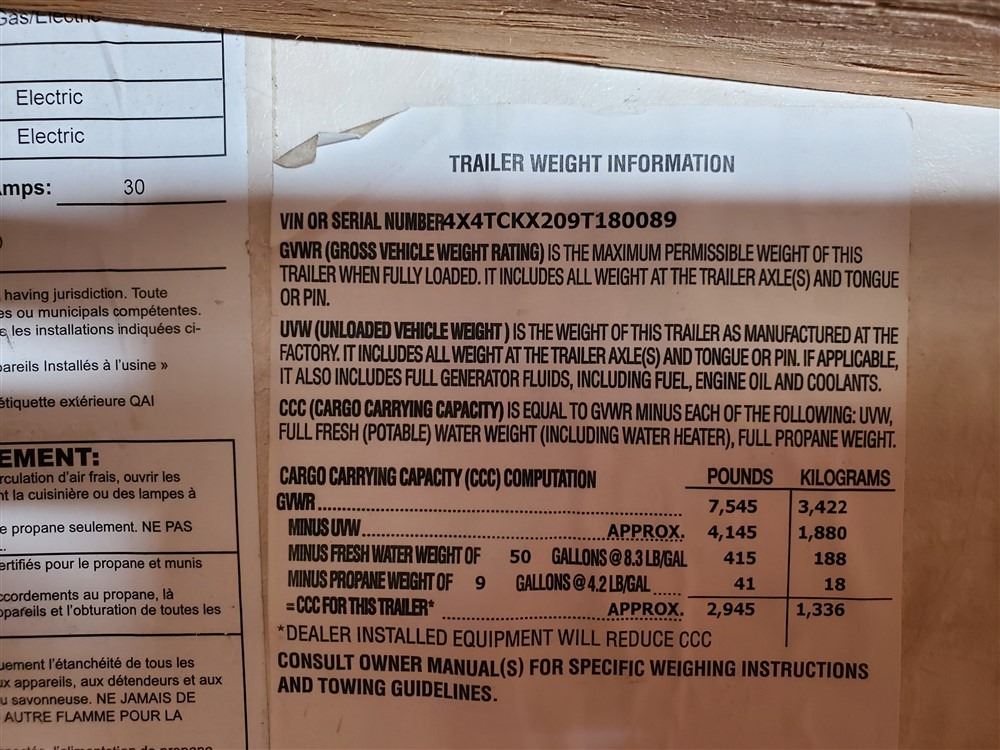 Electric
Electric
Amps: 30
having jurisdiction. Toute
es ou municipals compétentes.
les installations indiquées ci-
pareils Installés à l'usine »
étiquette extérieure QAI
EMENT:
rculation d'air frais, ouvrir les
nt la cuisinière ou des lampes à
e propane seulement. NE PAS
ertifiés pour le propane et munis
ccordements au propane, là
ppareils et l'obturation de toutes les
uement l'étanchéité de tous les
ux appareils, aux détendeurs et aux
u savonneuse. NE JAMAIS DE
AUTRE FLAMME POUR LA
TRAILER WEIGHT INFORMATION
VIN OR SERIAL NUMBER4X4TCKX209T180089
GVWR (GROSS VEHICLE WEIGHT RATING) IS THE MAXIMUM PERMISSIBLE WEIGHT OF THIS
TRAILER WHEN FULLY LOADED. IT INCLUDES ALL WEIGHT AT THE TRAILER AXLE(S) AND TONGUE
OR PIN.
UVW (UNLOADED VEHICLE WEIGHT ) IS THE WEIGHT OF THIS TRAILER AS MANUFACTURED AT THE
FACTORY. IT INCLUDES ALL WEIGHT AT THE TRAILER AXLE(S) AND TONGUE OR PIN. IF APPLICABLE,
IT ALSO INCLUDES FULL GENERATOR FLUIDS, INCLUDING FUEL, ENGINE OIL AND COOLANTS.
CCC (CARGO CARRYING CAPACITY) IS EQUAL TO GVWR MINUS EACH OF THE FOLLOWING: UVW,
FULL FRESH (POTABLE) WATER WEIGHT (INCLUDING WATER HEATER), FULL PROPANE WEIGHT.
CARGO CARRYING CAPACITY (CCC) COMPUTATION POUNDS KILOGRAMS
GVWR 7,545 3,422
MINUS UVW APPROX. 4,145 1,880
MINUS FRESH WATER WEIGHT OF 50 GALLONS @ 8.3 LB/GAL 415 188
MINUS PROPANE WEIGHT OF 9 GALLONS @ 4.2 LB/GAL 41 18
= CCC FOR THIS TRAILER* APPROX. 2,945 1,336
*DEALER INSTALLED EQUIPMENT WILL REDUCE CCC
CONSULT OWNER MANUAL(S) FOR SPECIFIC WEIGHING INSTRUCTIONS
AND TOWING GUIDELINES.